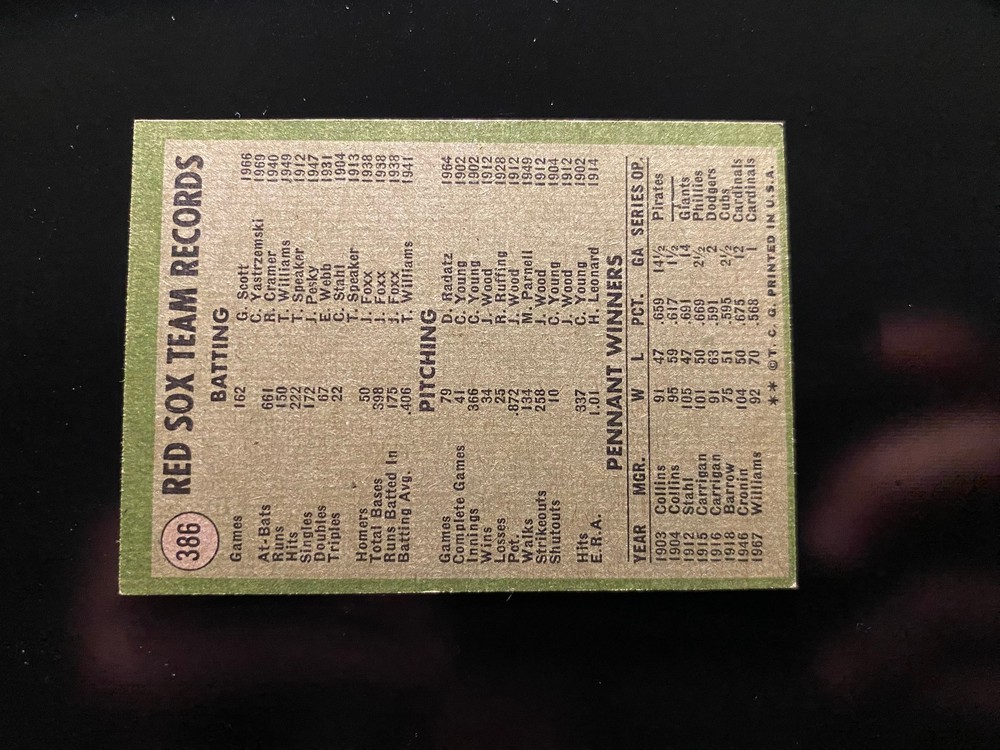 386 RED SOX TEAM RECORDS
BATTING
Games 162 G. Scott 1966
C. Yastrzemski 1969
At-Bats 661 R. Cramer 1940
Runs 150 T. Williams 1949
Hits 222 T. Speaker 1912
Singles 172 J. Pesky 1947
Doubles 67 E. Webb 1931
Triples 22 C. Stahl 1904
T. Speaker 1913
Homers 50 J. Foxx 1938
Total Bases 398 J. Foxx 1938
Runs Batted In 175 J. Foxx 1938
Batting Avg. .406 T. Williams 1941
PITCHING
Games 79 D. Radatz 1964
Complete Games 41 C. Young 1902
Innings 366 C. Young 1902
Wins 34 J. Wood 1912
Losses 25 R. Ruffing 1928
Pct. .872 J. Wood 1912
Walks 134 M. Parnell 1949
Strikeouts 258 J. Wood 1912
Shutouts 10 C. Young 1904
J. Wood 1912
Hits 337 C. Young 1902
E.R.A. 1.01 H. Leonard 1914
PENNANT WINNERS
YEAR MGR. W L PCT. GA SERIES OP.
1903 Collins 91 47 .659 14½ Pirates
1904 Collins 95 59 .617 1½ ——
1912 Stahl 105 47 .691 14 Giants
1915 Carrigan 101 50 .669 2½ Phillies
1916 Carrigan 91 63 .591 2 Dodgers
1918 Barrow 75 51 .595 2½ Cubs
1946 Cronin 104 50 .675 12 Cardinals
1967 Williams 92 70 .568 1 Cardinals
** © T. C. G. PRINTED IN U.S.A.